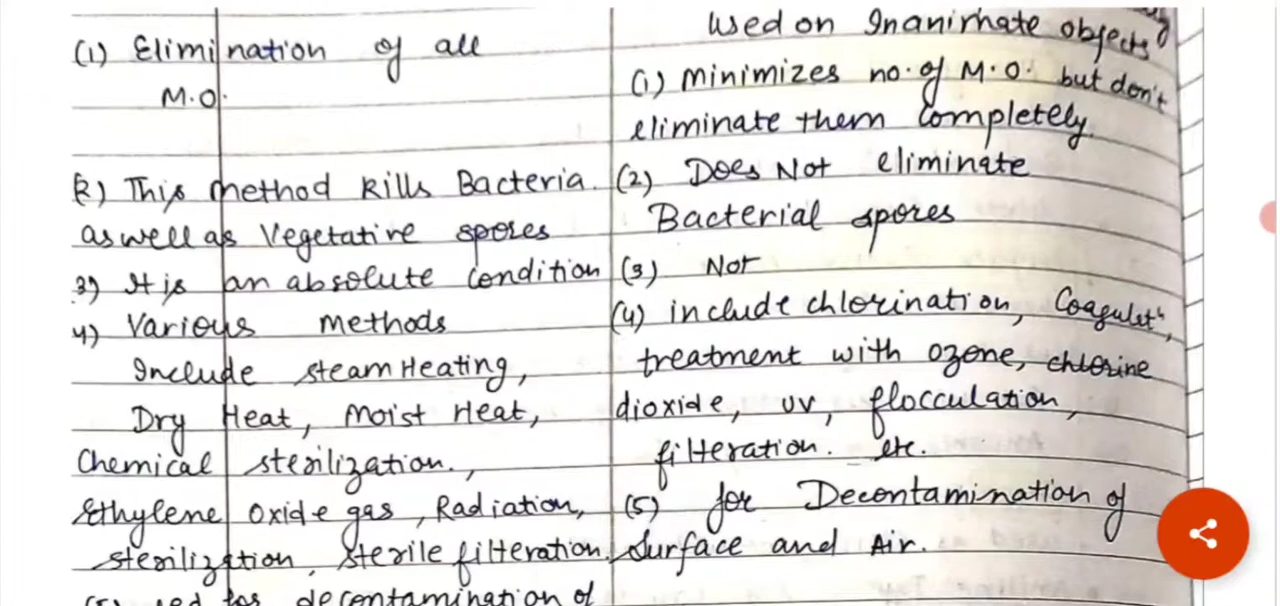 (1) Elimination of all
M.O.
(2) This method kills Bacteria
as well as Vegetative spores
3) It is an absolute condition
4) Various methods
Include steam Heating,
Dry Heat, Moist Heat,
Chemical sterilization.,
Ethylene oxide gas, Radiation,
sterilization, sterile filteration
for decontamination of
Used on Inanimate objects
(1) minimizes no. of M.O. but don't
eliminate them Completely.
(2) Does Not eliminate
Bacterial spores
(3) Not
(4) include chlorination, Coagulatn,
treatment with ozone, chlorine
dioxide, UV, flocculation,
filteration. etc.
(5) for Decontamination of
Surface and Air.